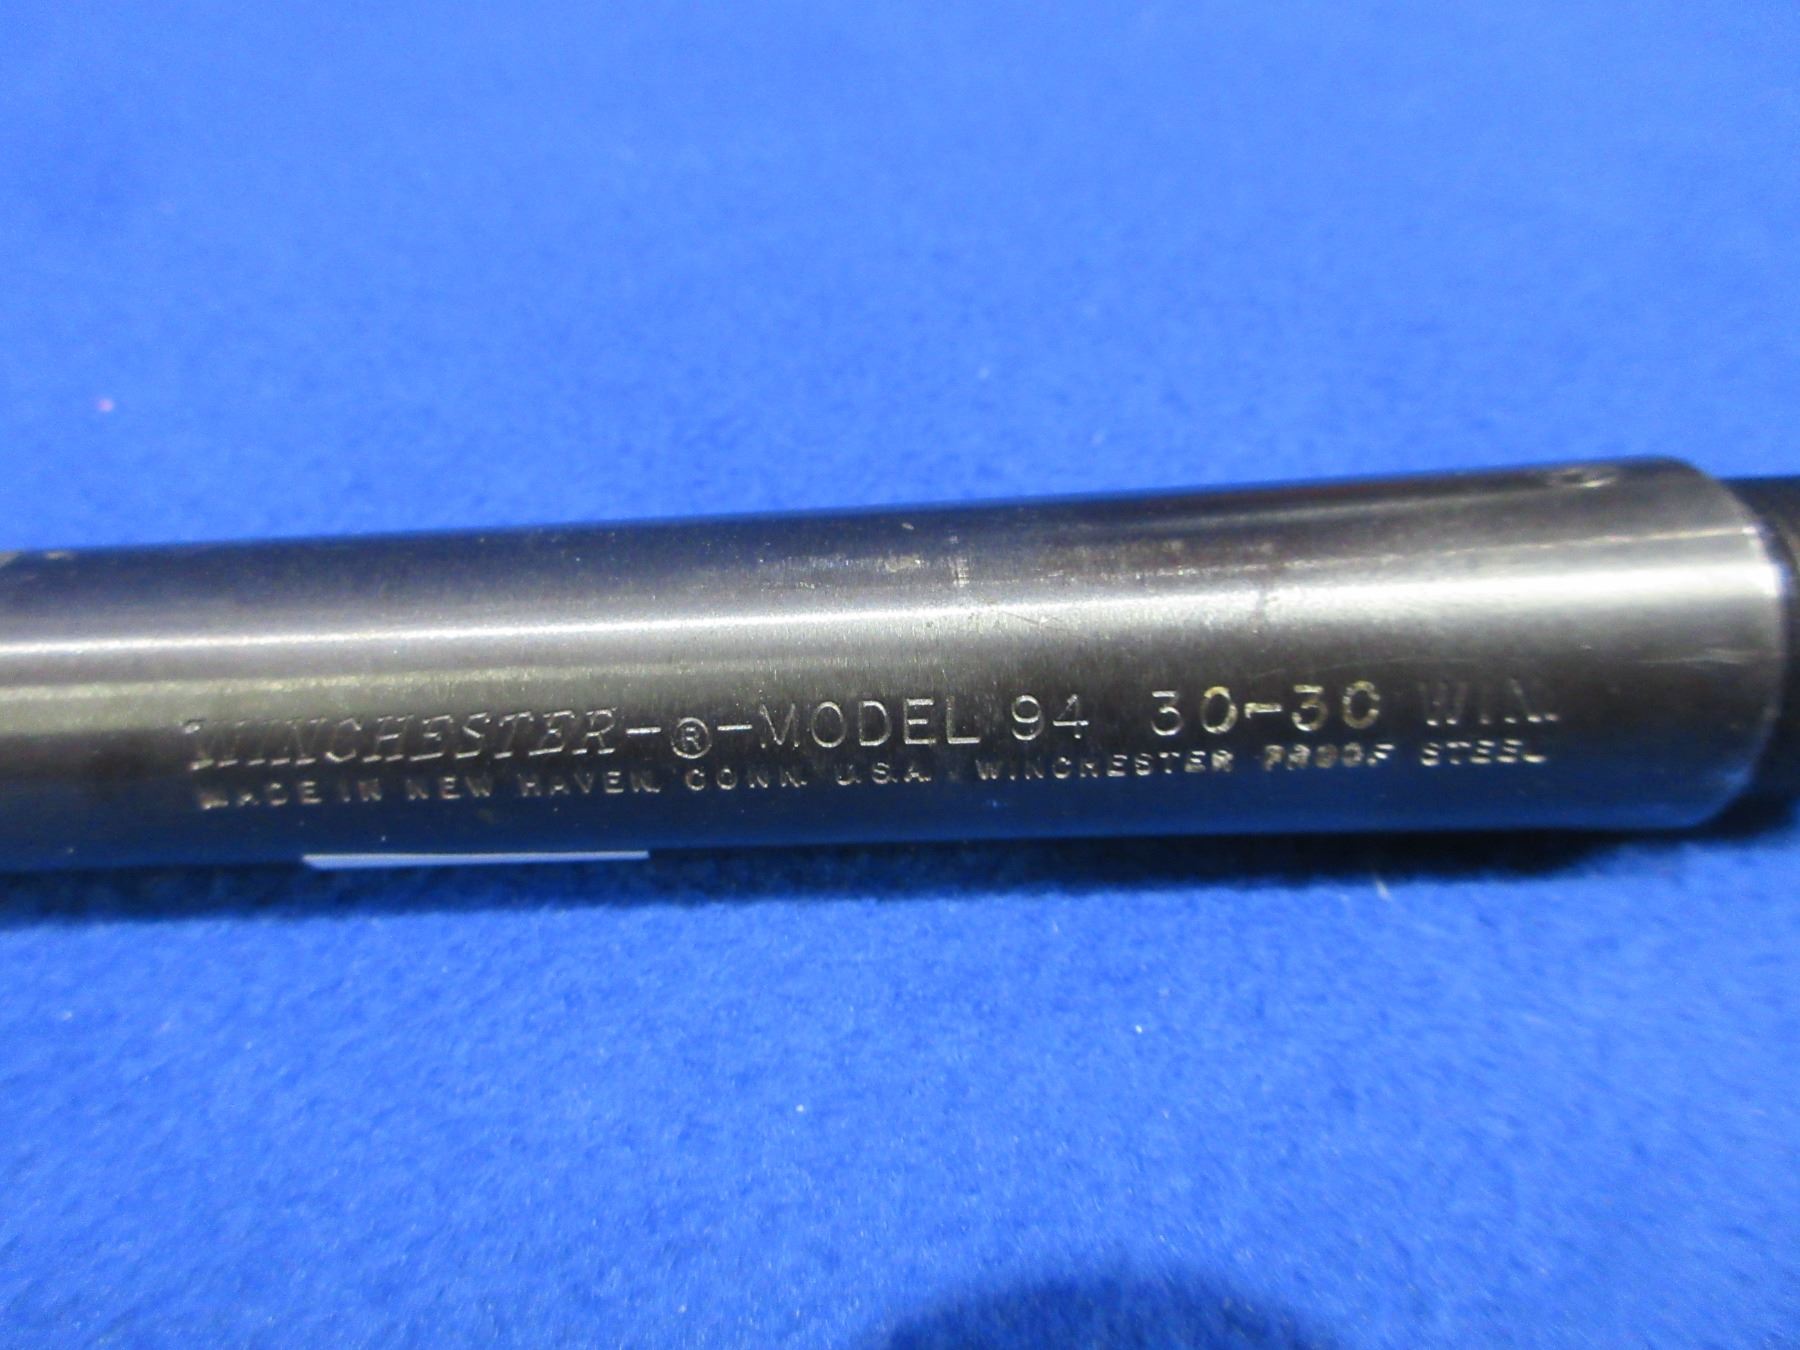 WINCHESTER-®-MODEL 94 30-30 WIN.
MADE IN NEW HAVEN, CONN. U.S.A. WINCHESTER PROOF STEEL